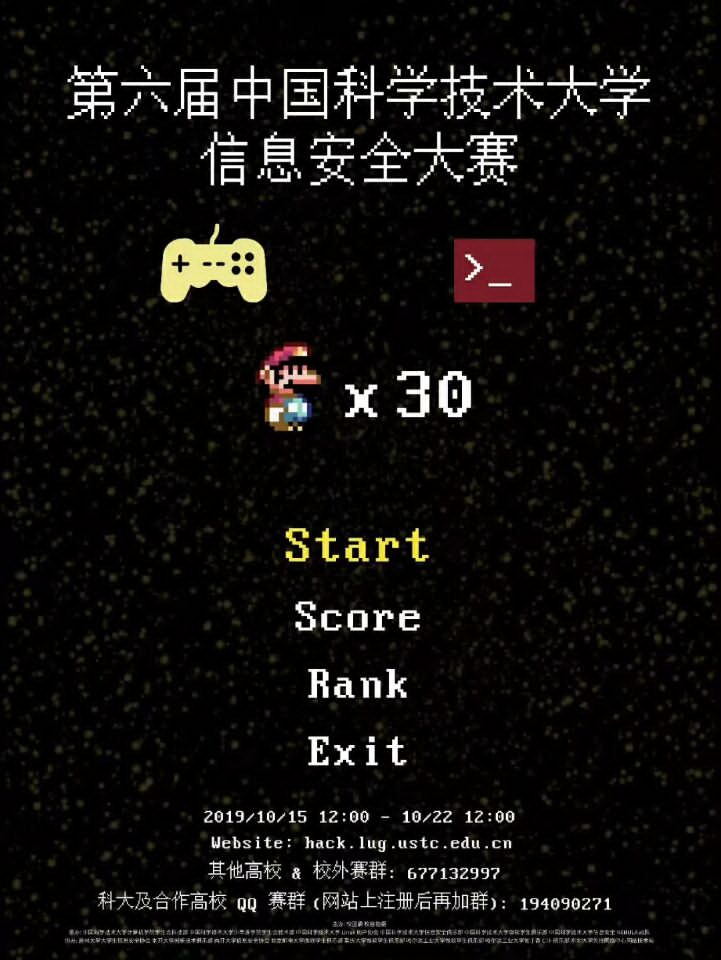 第六届中国科学技术大学
信息安全大赛
>_
x 30
Start
Score
Rank
Exit
2019/10/15 12:00 - 10/22 12:00
Website: hack.lug.ustc.edu.cn
其他高校 & 校外赛群: 677132997
科大及合作高校 QQ 赛群 (网站上注册后再加群): 194090271